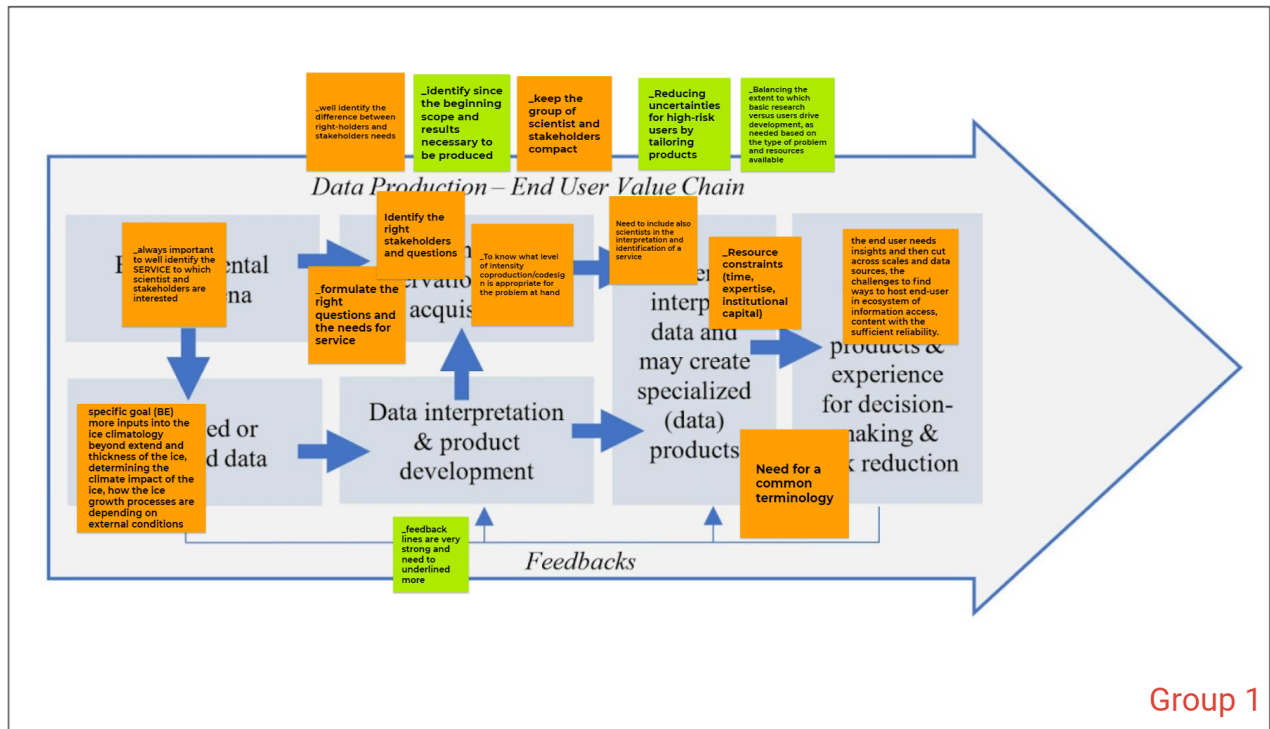 _well identify the
difference between
right-holders and
stakeholders needs
_identify since
the beginning
scope and
results
necessary to
be produced
_keep the
group of
scientist and
stakeholders
compact
_Reducing
uncertainties
for high-risk
users by
tailoring
products
_Balancing the
extent to which
basic research
versus users drive
development, as
needed based on
the type of problem
and resources
available
Data Production – End User Value Chain
_always important
to well identify the
SERVICE to which
scientist and
stakeholders are
interested
_formulate the
right
questions and
the needs for
service
Identify the
right
stakeholders
and questions
_To know what level
of intensity
coproduction/codesig
n is appropriate for
the problem at hand
Need to include also
scientists in the
interpretation and
identification of a
service
_Resource
constraints
(time,
expertise,
institutional
capital)
the end user needs
insights and then cut
across scales and data
sources, the
challenges to find
ways to host end-user
in ecosystem of
information access,
content with the
sufficient reliability.
data and
may create
specialized
(data)
products
products &
experience
for decision-
making &
reduction
specific goal (BE)
more inputs into the
ice climatology
beyond extend and
thickness of the ice,
determining the
climate impact of the
ice, how the ice
growth processes are
depending on
external conditions
or
data
Data interpretation
& product
development
Need for a
common
terminology
_feedback
lines are very
strong and
need to
underlined
more
Feedbacks
Group 1